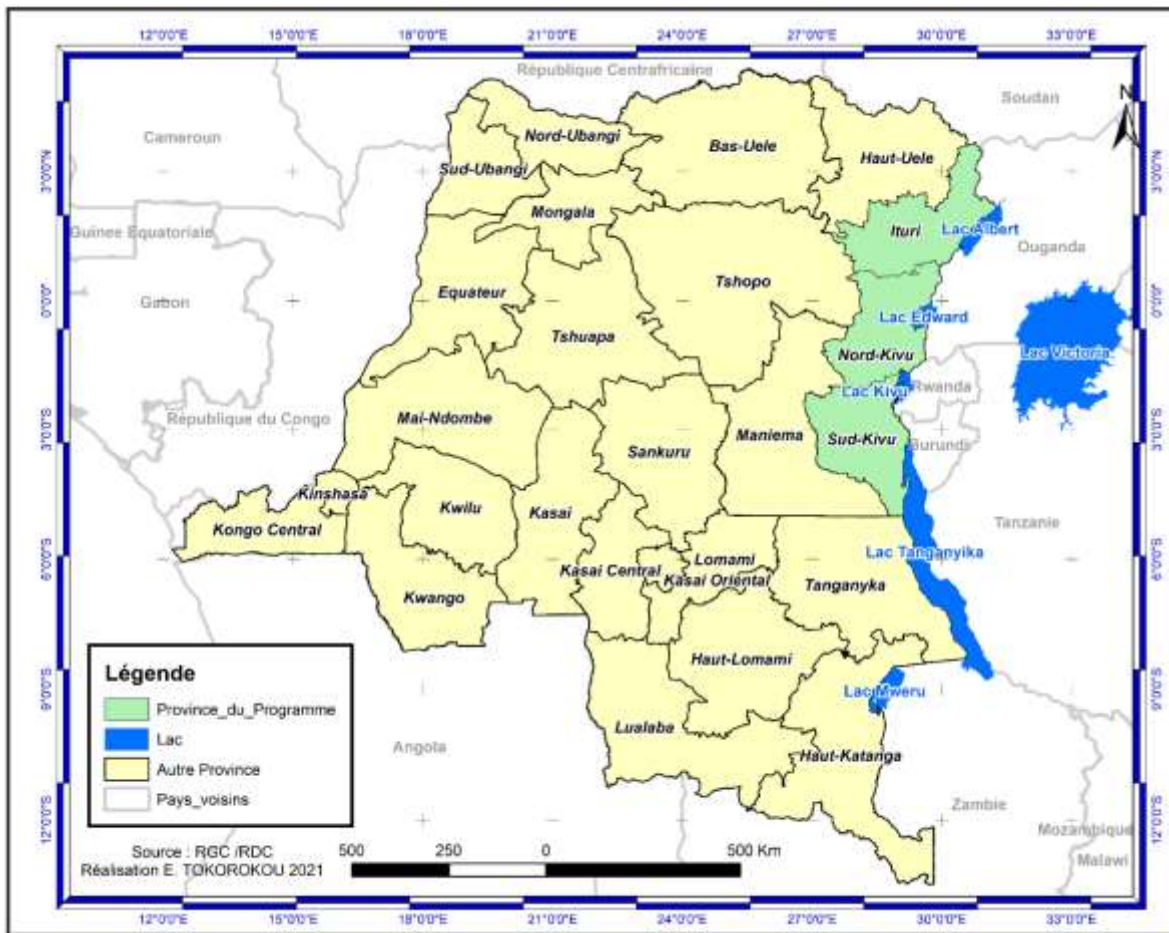 12°0'0"E 15°0'0"E 18°0'0"E 21°0'0"E 24°0'0"E 27°0'0"E 30°0'0"E 33°0'0"E
République Centrafricaine
Soudan
N
Cameroun
Nord-Ubangi
Bas-Uele
Haut-Uele
3°0'0"N
3°0'0"N
Sud-Ubangi
Mongala
Guinee Equatoriale
Ituri
Lac Albert
Ouganda
Gabon
Equateur
Tshopo
0°0'0"
0°0'0"
Lac Edward
Tshuapa
Nord-Kivu
Lac Victoria
Lac Kivu
Rwanda
République du Congo
Mai-Ndombe
3°0'0"S
3°0'0"S
Maniema
Sud-Kivu
Burundi
Sankuru
Kinshasa
Kwilu
Kasai
Kongo Central
Tanzanie
Lac Tanganyika
6°0'0"S
6°0'0"S
Lomami
Kasai Central
Kasai Oriental
Tanganyka
Kwango
Haut-Lomami
Lac Mweru
9°0'0"S
9°0'0"S
Légende
Province_du_Programme
Lac
Autre Province
Pays_voisins
Angola
Lualaba
Haut-Katanga
Zambie
12°0'0"S
12°0'0"S
Mozambique
Malawi
Source : RGC /RDC
Réalisation E. TOKOROKOU 2021
500 250 0 500 Km
12°0'0"E 15°0'0"E 18°0'0"E 21°0'0"E 24°0'0"E 27°0'0"E 30°0'0"E 33°0'0"E